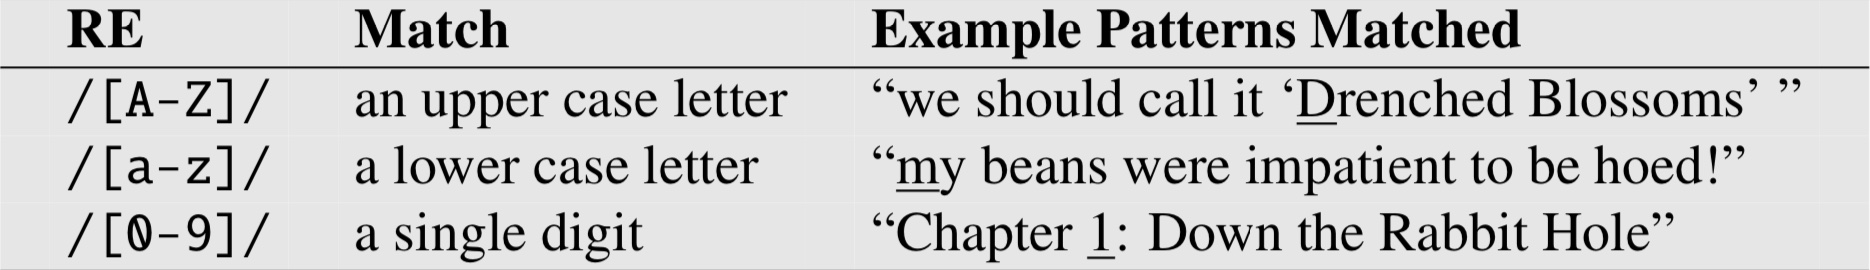 RE Match Example Patterns Matched
/[A-Z]/ an upper case letter “we should call it ‘Drenched Blossoms’ ”
/[a-z]/ a lower case letter “my beans were impatient to be hoed!”
/[0-9]/ a single digit “Chapter 1: Down the Rabbit Hole”